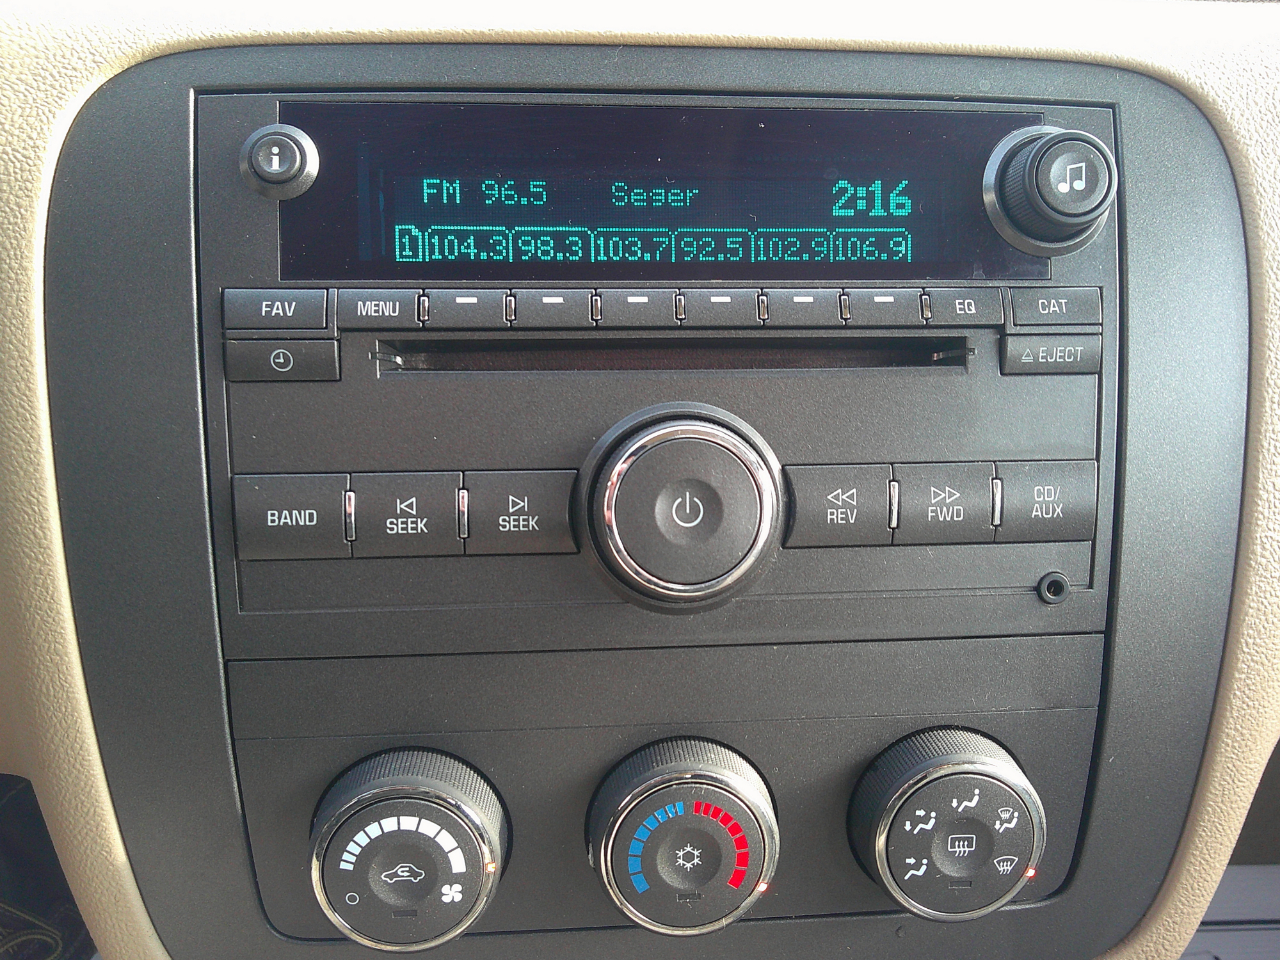 i
FM 96.5 Seger 2:16
1 104.3 98.3 103.7 92.5 102.9 106.9
FAV MENU EQ CAT
EJECT
BAND SEEK SEEK REV FWD CD/
AUX